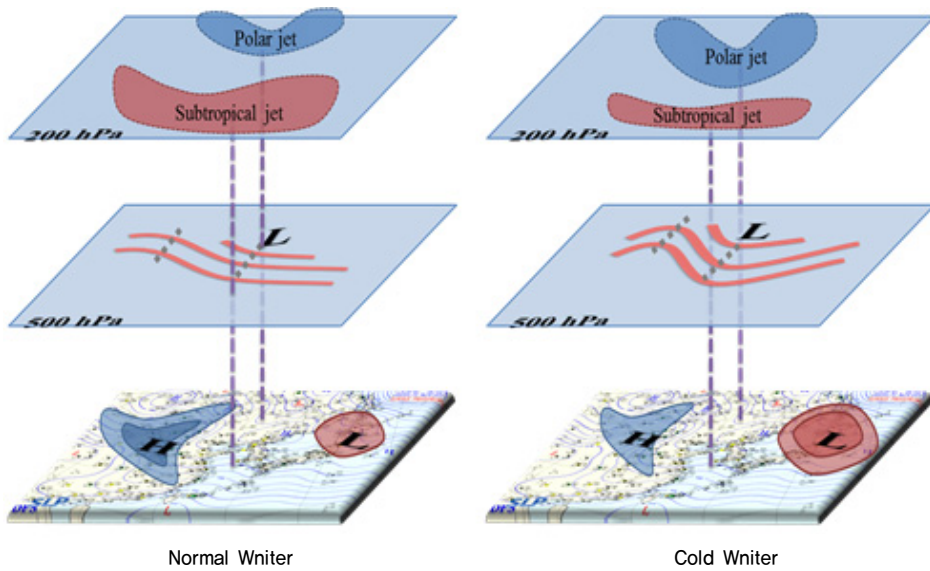 Polar jet
Subtropical jet
200 hPa
L
500 hPa
H
L
SLP
Normal Wniter
Polar jet
Subtropical jet
200 hPa
L
500 hPa
H
L
SLP
Cold Wniter